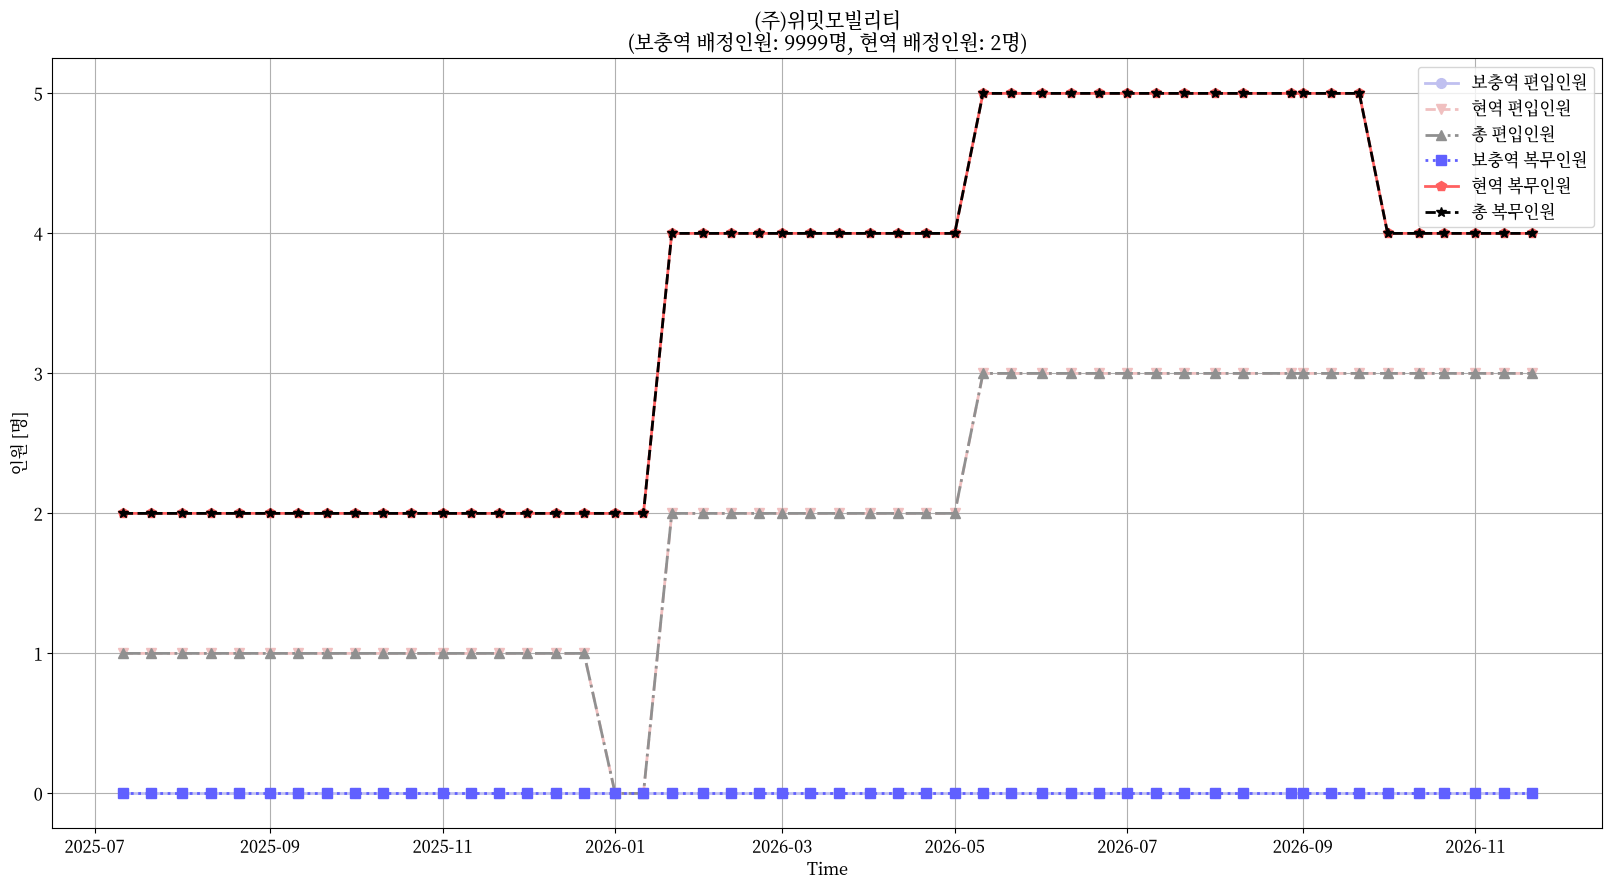 (주)위밋모빌리티
(보충역 배정인원: 9999명, 현역 배정인원: 2명)
보충역 편입인원
현역 편입인원
총 편입인원
보충역 복무인원
현역 복무인원
총 복무인원
인원 [명]
5
4
3
2
1
0
2025-07
2025-09
2025-11
2026-01
2026-03
2026-05
2026-07
2026-09
2026-11
Time